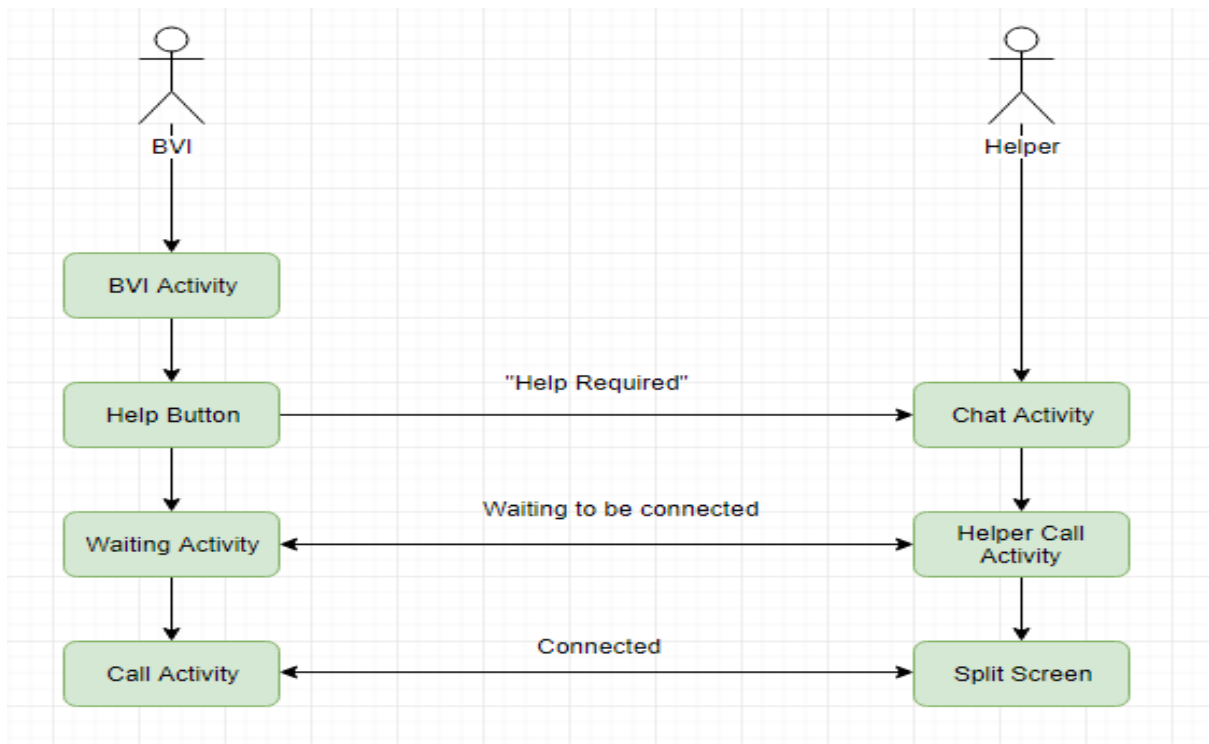 BVI
Helper
BVI Activity
"Help Required"
Help Button
Chat Activity
Waiting to be connected
Waiting Activity
Helper Call
Activity
Connected
Call Activity
Split Screen